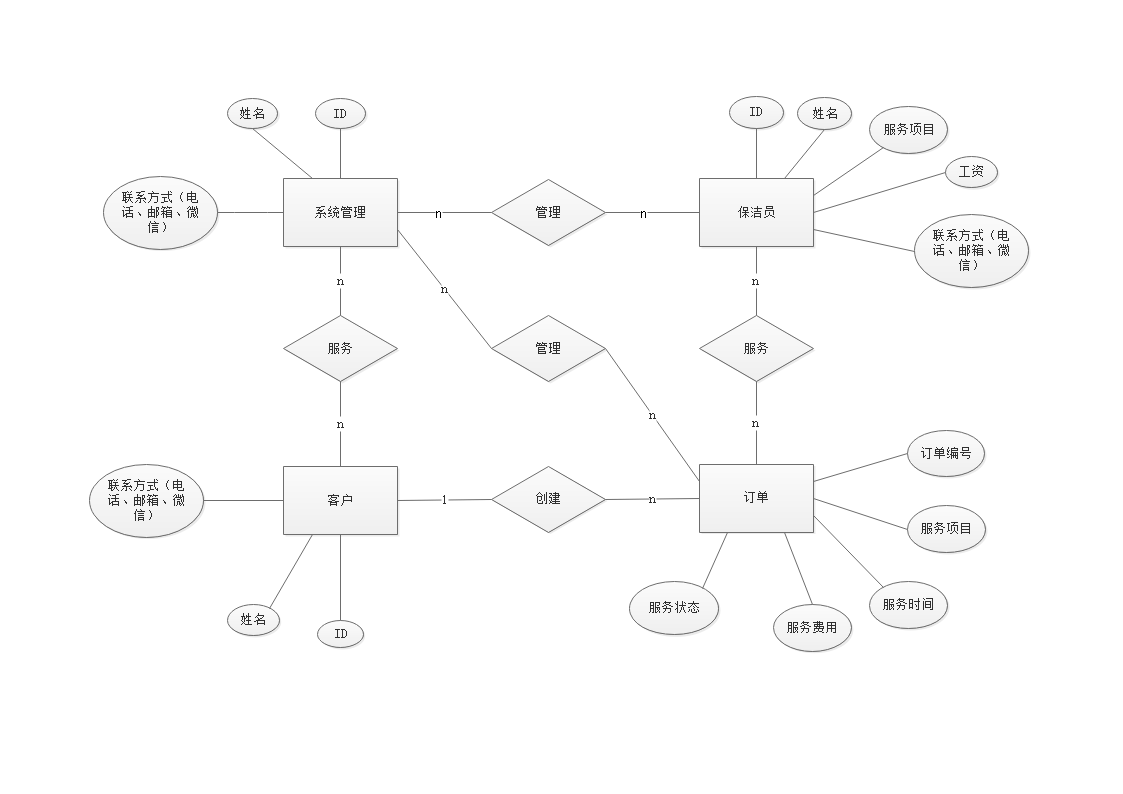 姓名
ID
ID
姓名
服务项目
工资
联系方式（电
话、邮箱、微
信）
系统管理
n
管理
n
保洁员
联系方式（电
话、邮箱、微
信）
n
n
n
服务
管理
服务
n
n
n
订单编号
联系方式（电
话、邮箱、微
信）
客户
1
创建
n
订单
服务项目
姓名
ID
服务状态
服务费用
服务时间